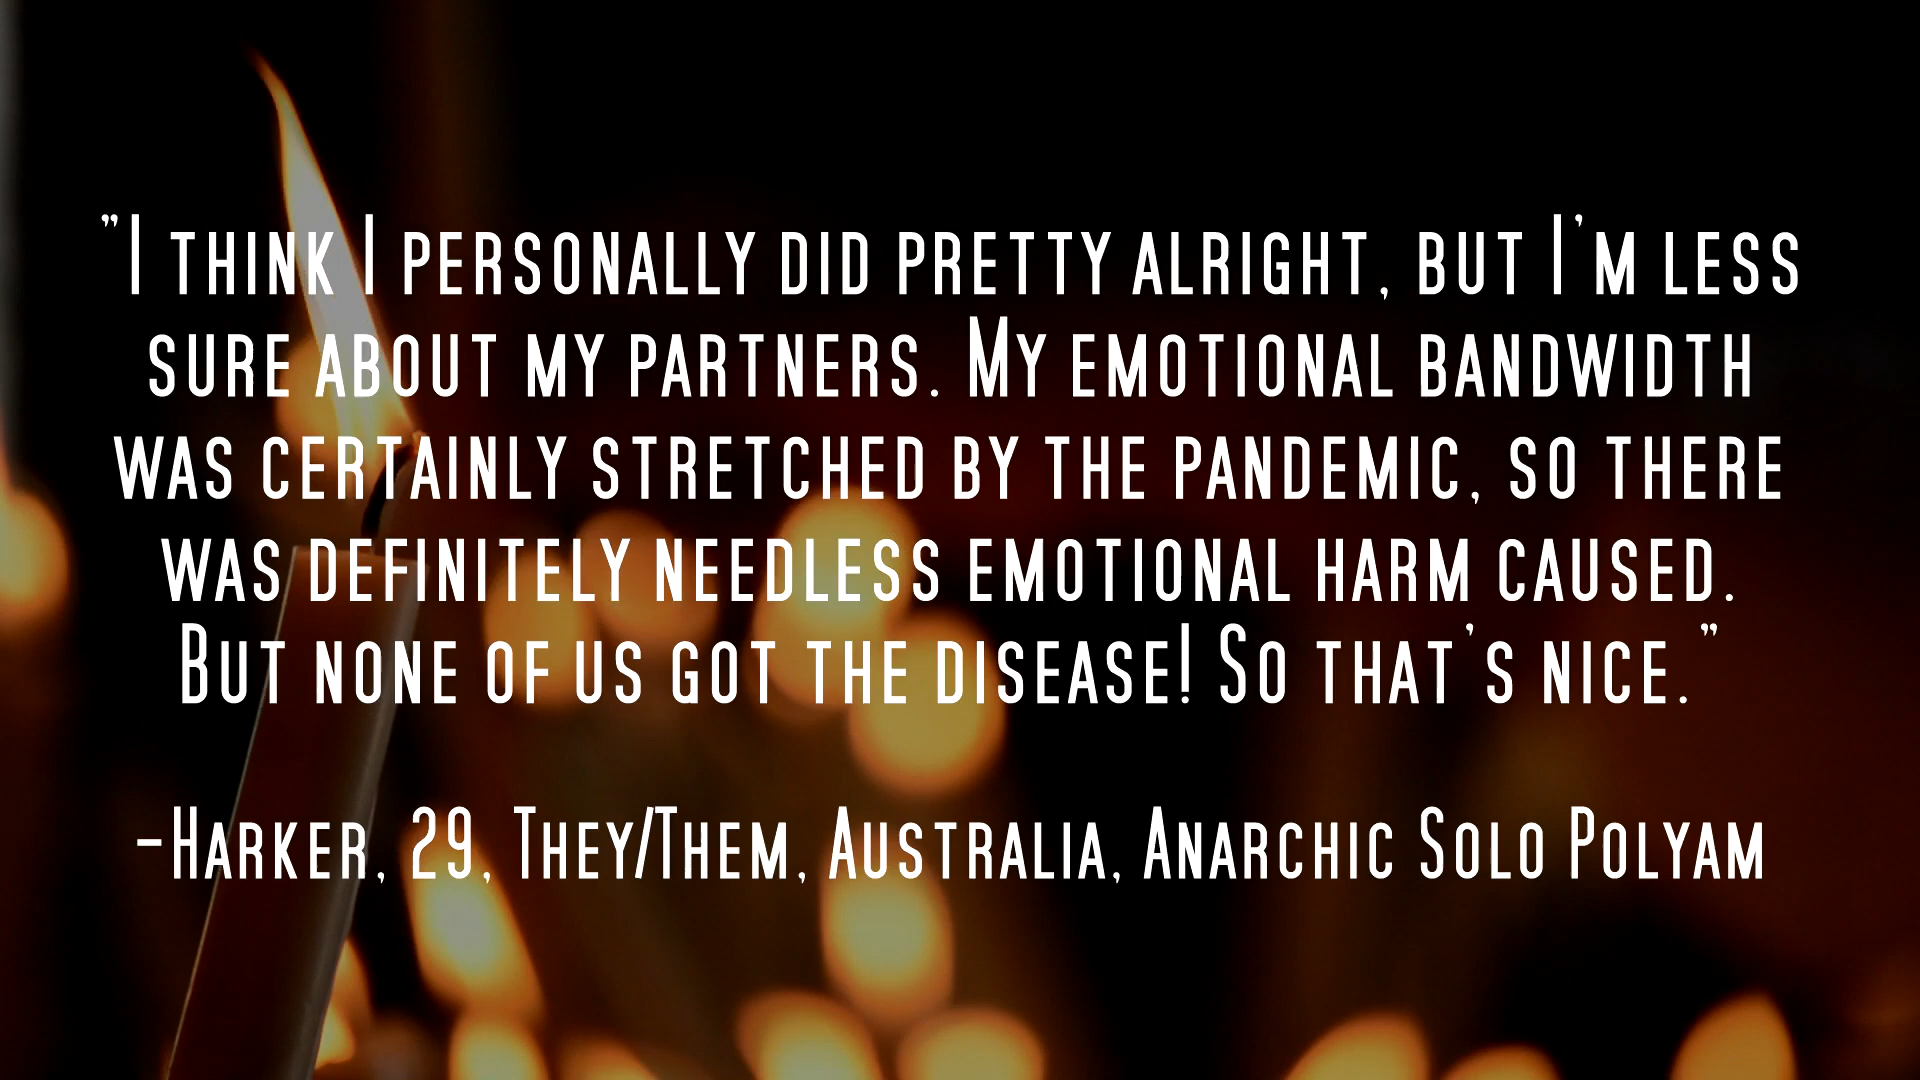 "I think I personally did pretty alright, but I'm less
sure about my partners. My emotional bandwidth
was certainly stretched by the pandemic, so there
was definitely needless emotional harm caused.
But none of us got the disease! So that's nice."
-Harker, 29, They/Them, Australia, Anarchic Solo Polyam